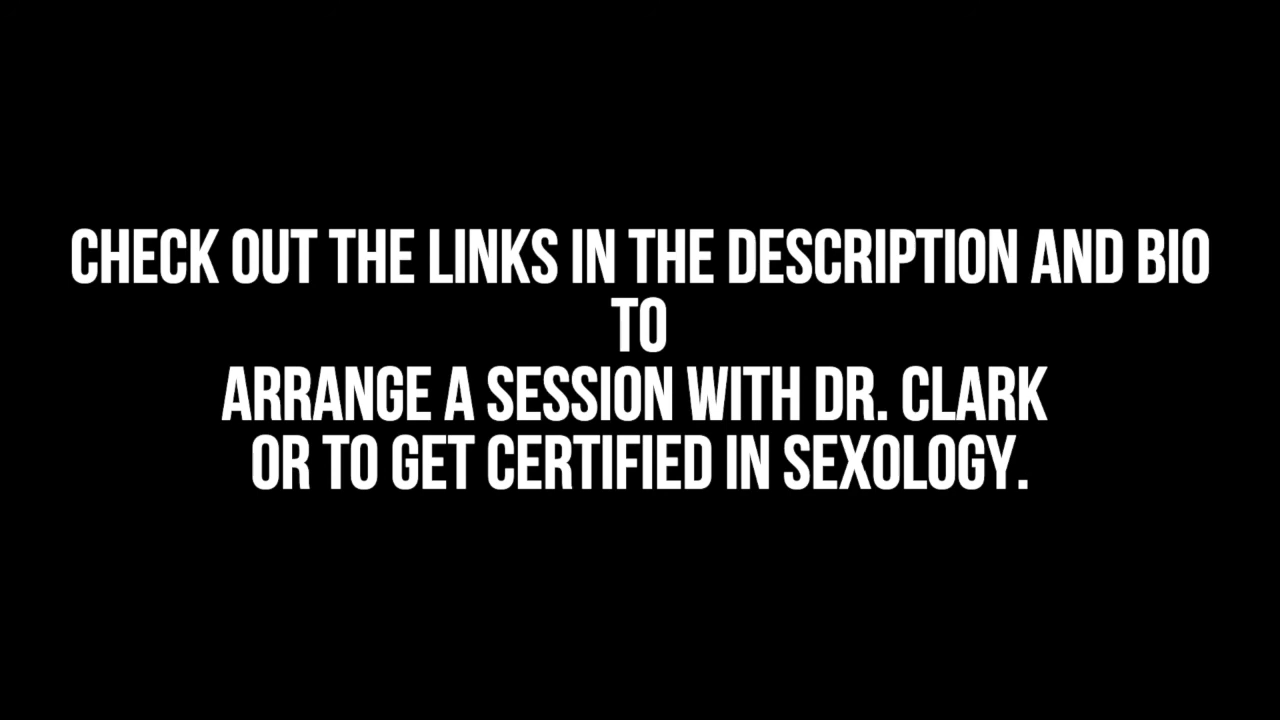 CHECK OUT THE LINKS IN THE DESCRIPTION AND BIO
TO
ARRANGE A SESSION WITH DR. CLARK
OR TO GET CERTIFIED IN SEXOLOGY.